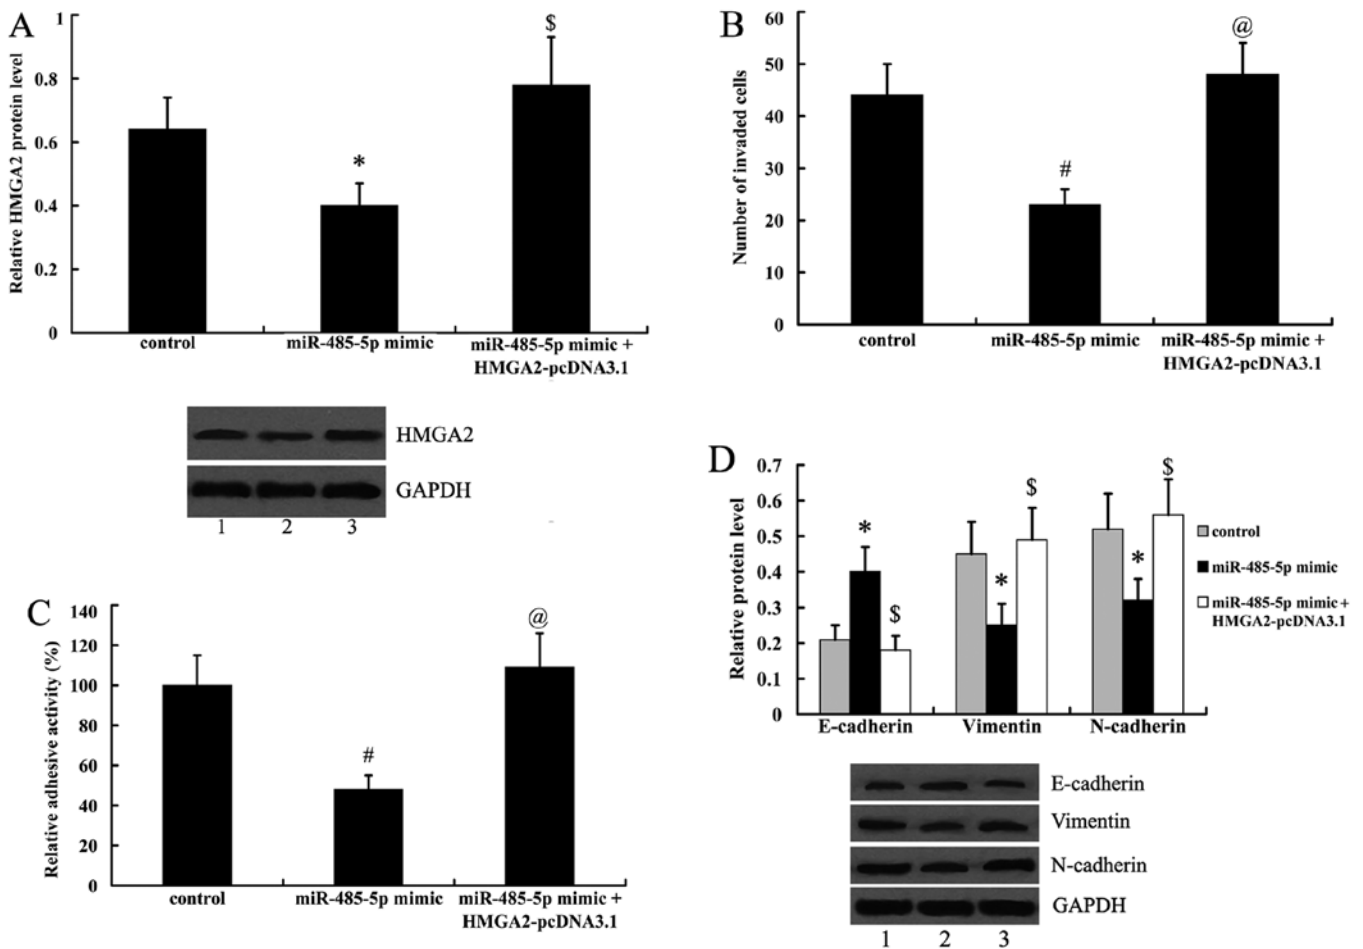 A
Relative HMGA2 protein level
1
0.8
0.6
0.4
0.2
0
*
$
control
miR-485-5p mimic
miR-485-5p mimic +
HMGA2-pcDNA3.1
HMGA2
GAPDH
1 2 3
B
Number of invaded cells
60
50
40
30
20
10
0
#
@
control
miR-485-5p mimic
miR-485-5p mimic +
HMGA2-pcDNA3.1
C
Relative adhesive activity (%)
140
120
100
80
60
40
20
0
#
@
control
miR-485-5p mimic
miR-485-5p mimic +
HMGA2-pcDNA3.1
D
Relative protein level
0.7
0.6
0.5
0.4
0.3
0.2
0.1
0
* $
* $
* $
E-cadherin
Vimentin
N-cadherin
control
miR-485-5p mimic
miR-485-5p mimic +
HMGA2-pcDNA3.1
E-cadherin
Vimentin
N-cadherin
GAPDH
1 2 3